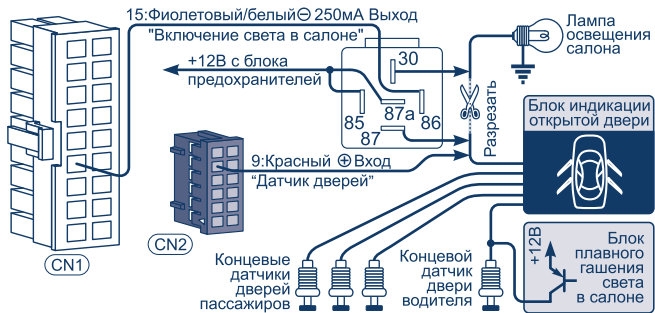 15:Фиолетовый/белый⊖ 250мА Выход
"Включение света в салоне"
+12В с блока
предохранителей
30
85
87а
87
86
Разрезать
Лампа
освещения
салона
Блок индикации
открытой двери
9:Красный ⊕ Вход
"Датчик дверей"
CN1
CN2
Концевые
датчики
дверей
пассажиров
Концевой
датчик
двери
водителя
+12В
Блок
плавного
гашения
света
в салоне